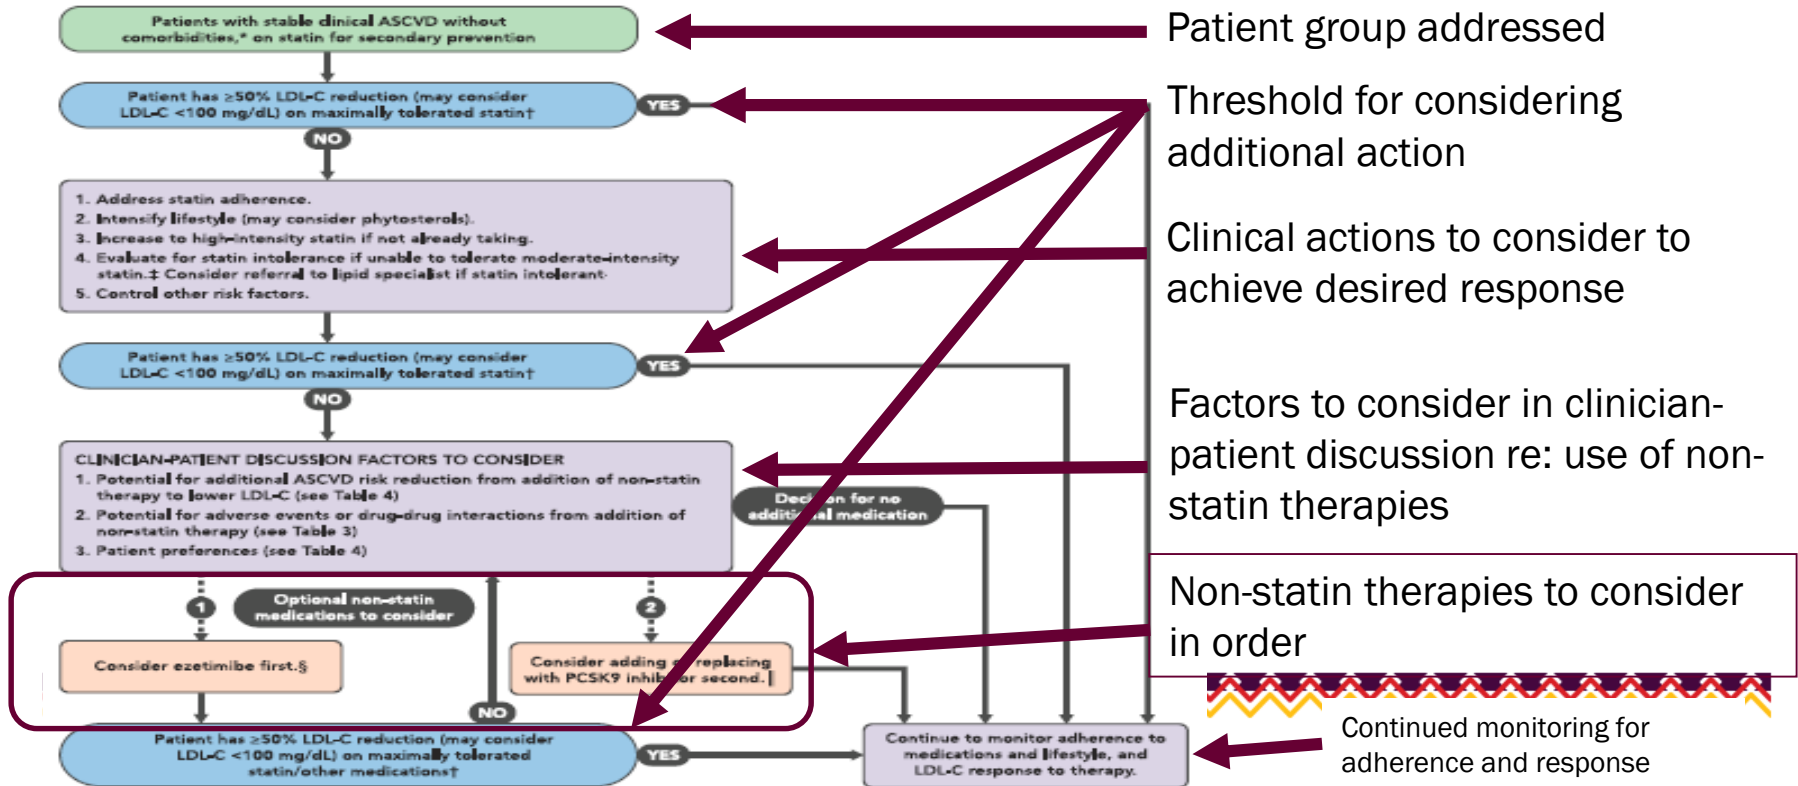 Patients with stable clinical ASCVD without
comorbidities,* on statin for secondary prevention
Patient group addressed
Patient has ≥50% LDL-C reduction (may consider
LDL-C <100 mg/dL) on maximally tolerated statin†
YES
NO
Threshold for considering
additional action
1. Address statin adherence.
2. Intensify lifestyle (may consider phytosterols).
3. Increase to high-intensity statin if not already taking.
4. Evaluate for statin intolerance if unable to tolerate moderate-intensity
statin.‡ Consider referral to lipid specialist if statin intolerant.
5. Control other risk factors.
Clinical actions to consider to
achieve desired response
Patient has ≥50% LDL-C reduction (may consider
LDL-C <100 mg/dL) on maximally tolerated statin†
YES
NO
CLINICIAN-PATIENT DISCUSSION FACTORS TO CONSIDER
1. Potential for additional ASCVD risk reduction from addition of non-statin
therapy to lower LDL-C (see Table 4)
2. Potential for adverse events or drug-drug interactions from addition of
non-statin therapy (see Table 3)
3. Patient preferences (see Table 4)
Decision for no
additional medication
Factors to consider in clinician-
patient discussion re: use of non-
statin therapies
1
Optional non-statin
medications to consider
2
Consider ezetimibe first.§
Consider adding or replacing
with PCSK9 inhibitor second.||
NO
Non-statin therapies to consider
in order
Patient has ≥50% LDL-C reduction (may consider
LDL-C <100 mg/dL) on maximally tolerated
statin/other medications†
YES
Continue to monitor adherence to
medications and lifestyle, and
LDL-C response to therapy.
Continued monitoring for
adherence and response